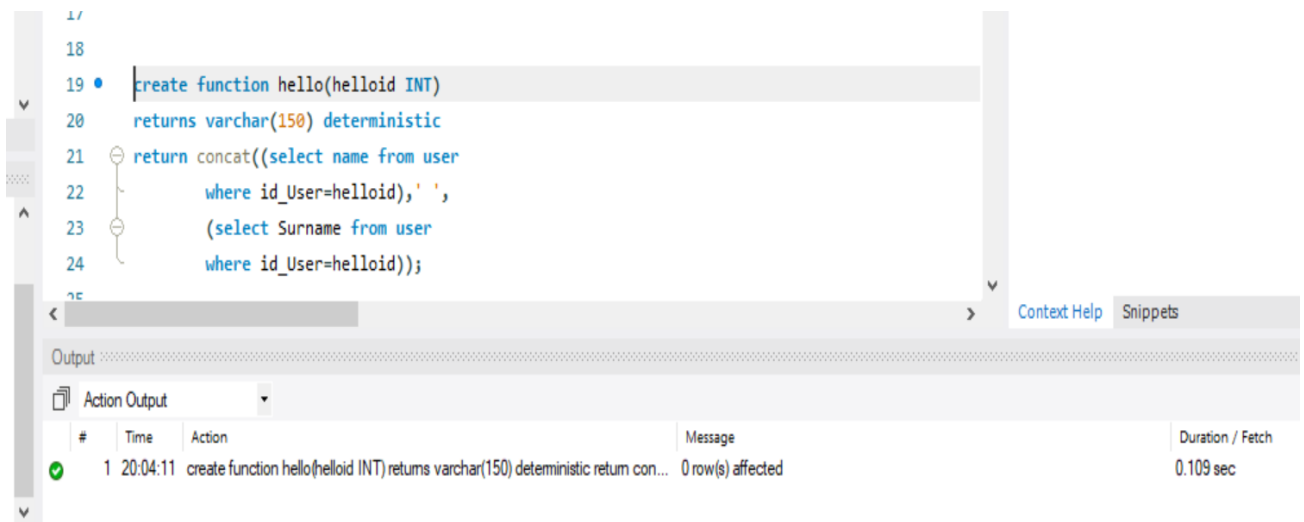 17
18
19 create function hello(helloid INT)
20 returns varchar(150) deterministic
21 return concat((select name from user
22 where id_User=helloid),' ',
23 (select Surname from user
24 where id_User=helloid));
25
Context Help Snippets
Output
Action Output
# Time Action Message Duration / Fetch
1 20:04:11 create function hello(helloid INT) returns varchar(150) deterministic return con... 0 row(s) affected 0.109 sec